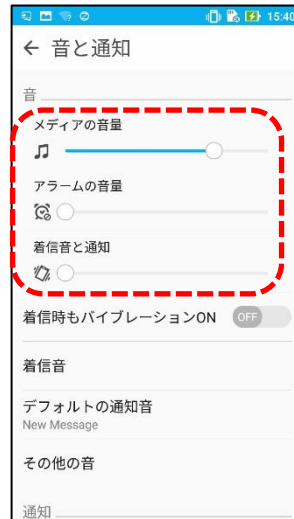 15:40
音と通知
音
メディアの音量
アラームの音量
着信音と通知
着信時もバイブレーションON OFF
着信音
デフォルトの通知音
New Message
その他の音
通知